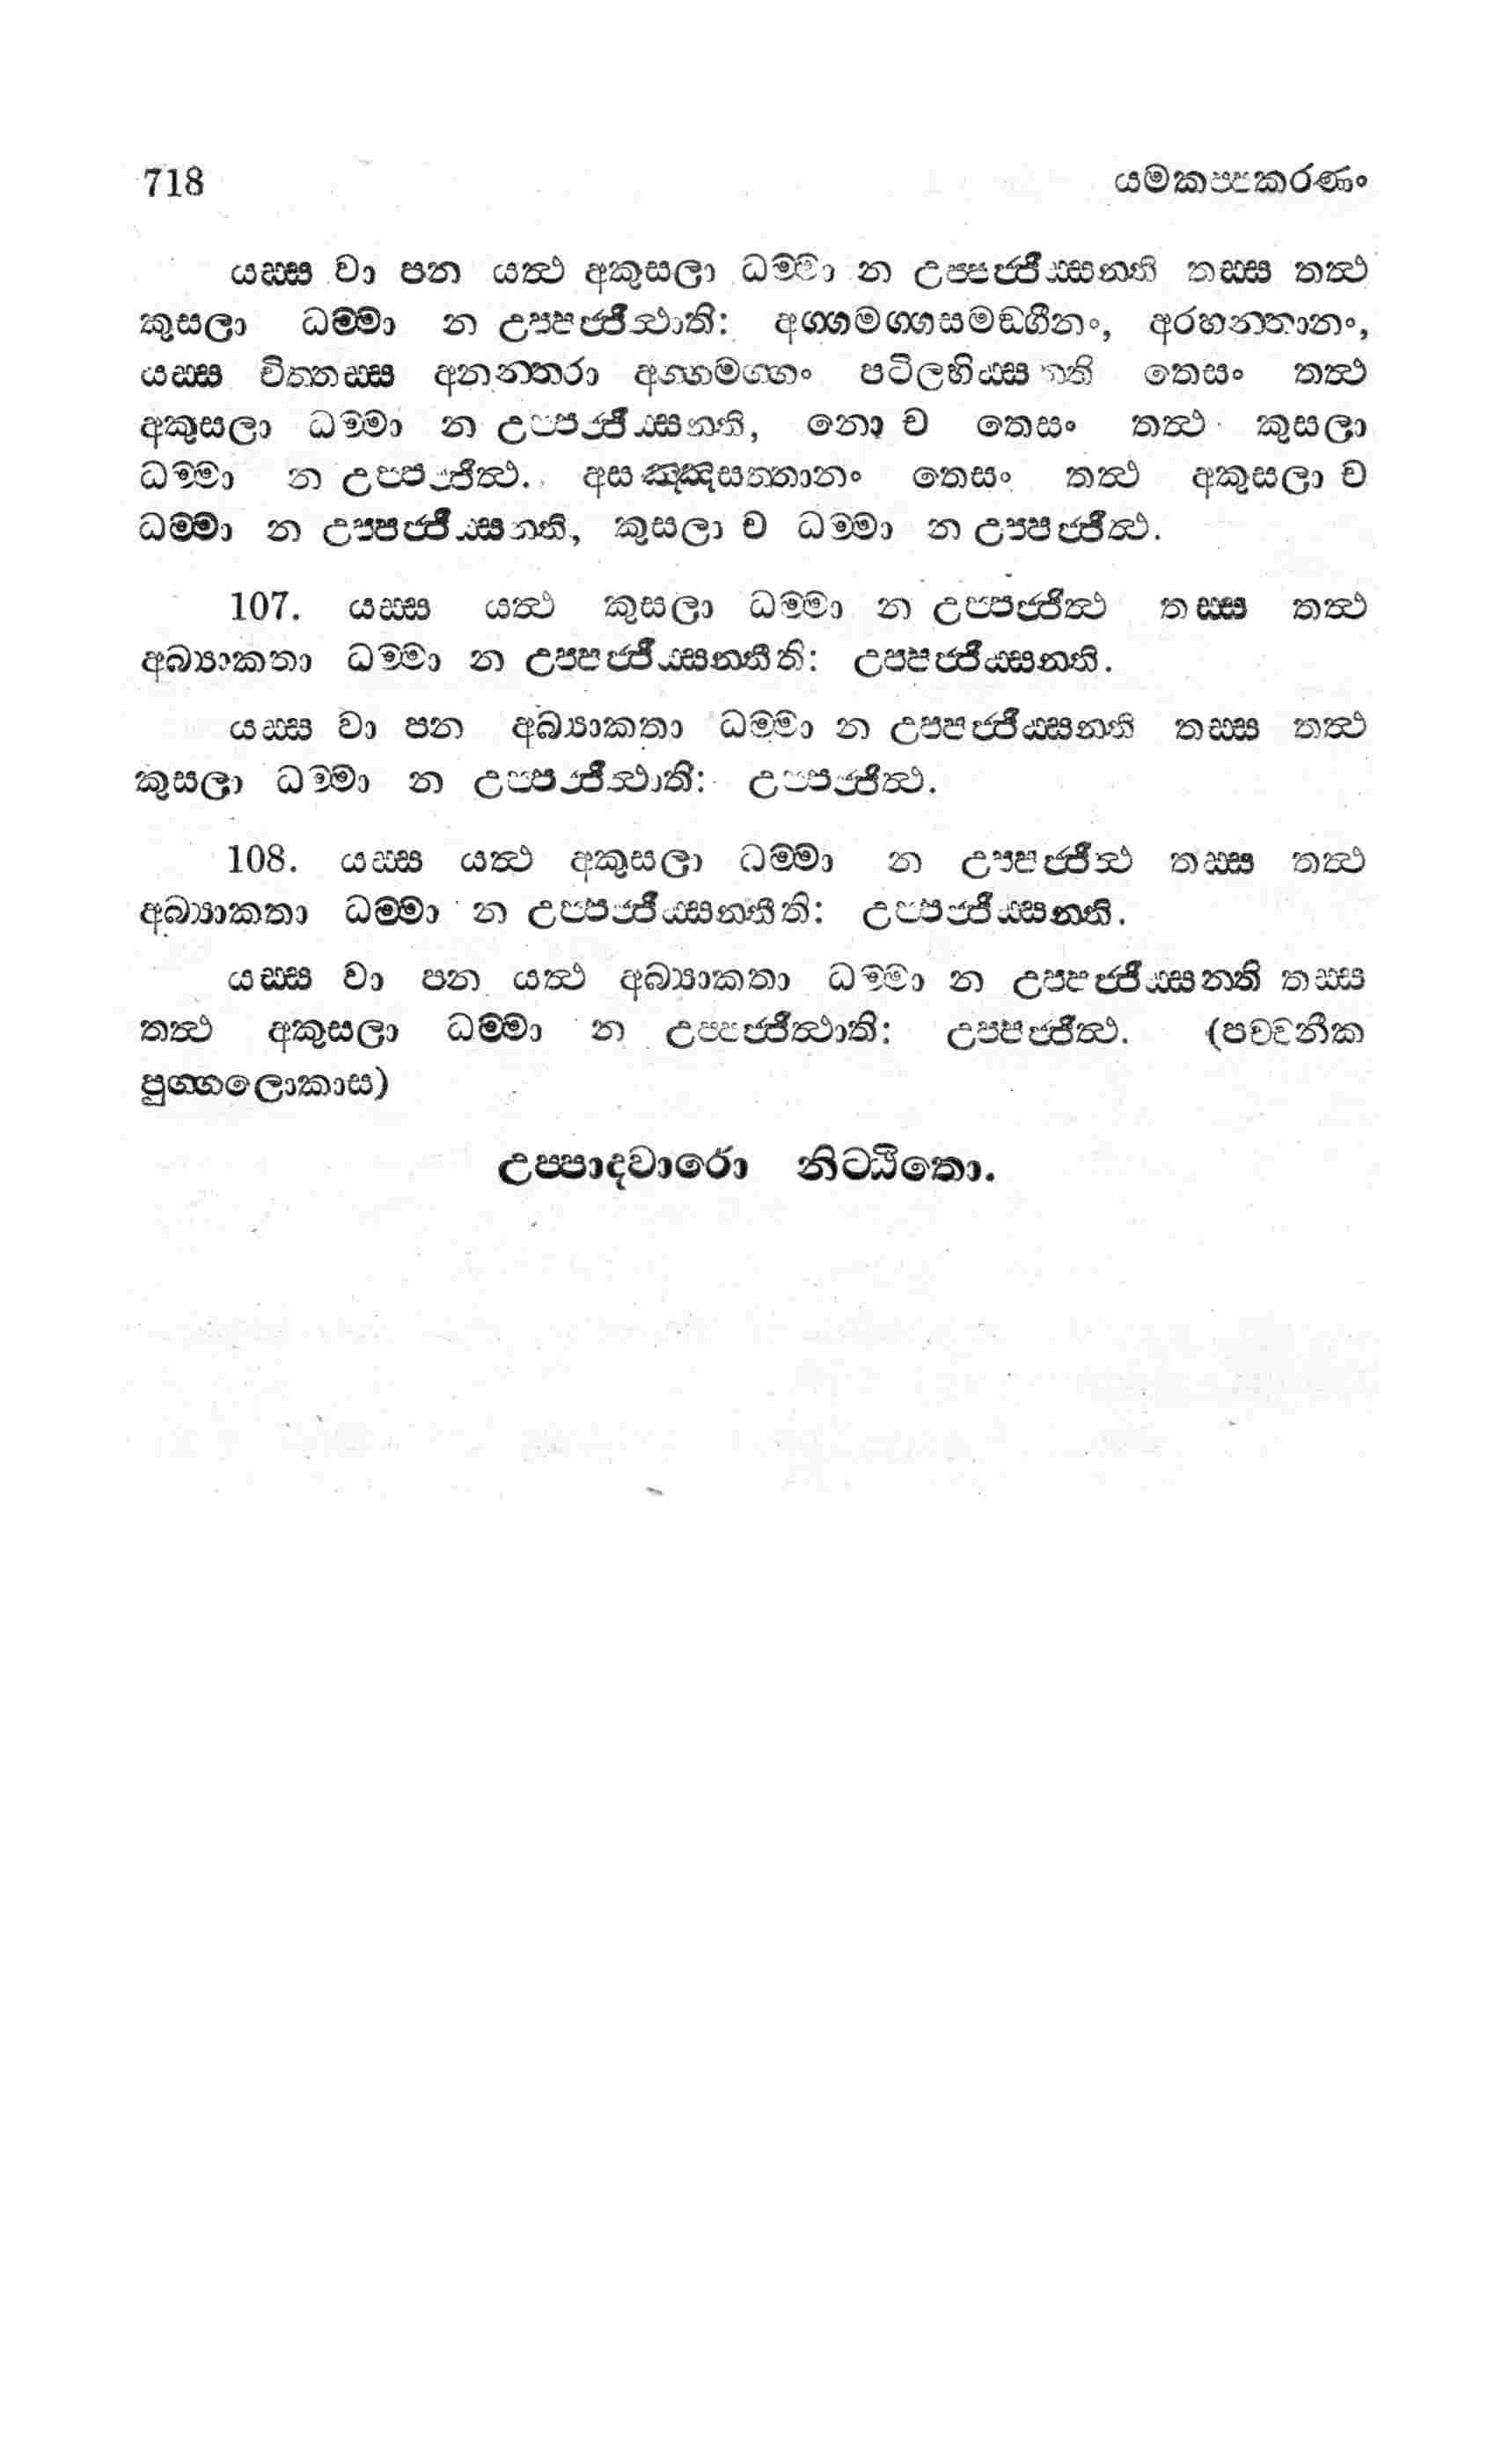 718 යමකප්පකරණං
යස්ස වා පන යත්ථ අකුසලා ධම්මා න උප්පජ්ජිස්සන්ති තස්ස තත්ථ
කුසලා ධම්මා න උප්පජ්ජිත්ථාති: අග්ගමග්ගසමඞ්ගීනං, අරහන්තානං,
යස්ස චිත්තස්ස අනන්තරා අග්ගමග්ගං පටිලභිස්සන්ති තෙසං තත්ථ
අකුසලා ධම්මා න උප්පජ්ජිස්සන්ති, නො ච තෙසං තත්ථ කුසලා
ධම්මා න උප්පජ්ජිත්ථ. අසඤ්ඤසත්තානං තෙසං තත්ථ අකුසලා ච
ධම්මා න උප්පජ්ජිස්සන්ති, කුසලා ච ධම්මා න උප්පජ්ජිත්ථ.
107. යස්ස යත්ථ කුසලා ධම්මා න උප්පජ්ජිත්ථ තස්ස තත්ථ
අබ්‍යාකතා ධම්මා න උප්පජ්ජිස්සන්තීති: උප්පජ්ජිස්සන්ති.
යස්ස වා පන අබ්‍යාකතා ධම්මා න උප්පජ්ජිස්සන්ති තස්ස තත්ථ
කුසලා ධම්මා න උප්පජ්ජිත්ථාති: උප්පජ්ජිත්ථ.
108. යස්ස යත්ථ අකුසලා ධම්මා න උප්පජ්ජිත්ථ තස්ස තත්ථ
අබ්‍යාකතා ධම්මා න උප්පජ්ජිස්සන්තීති: උප්පජ්ජිස්සන්ති.
යස්ස වා පන යත්ථ අබ්‍යාකතා ධම්මා න උප්පජ්ජිස්සන්ති තස්ස
තත්ථ අකුසලා ධම්මා න උප්පජ්ජිත්ථාති: උප්පජ්ජිත්ථ. (පච්චනීක
පුග්ගලොකාස)
උප්පාදවාරො නිට්ඨිතො.